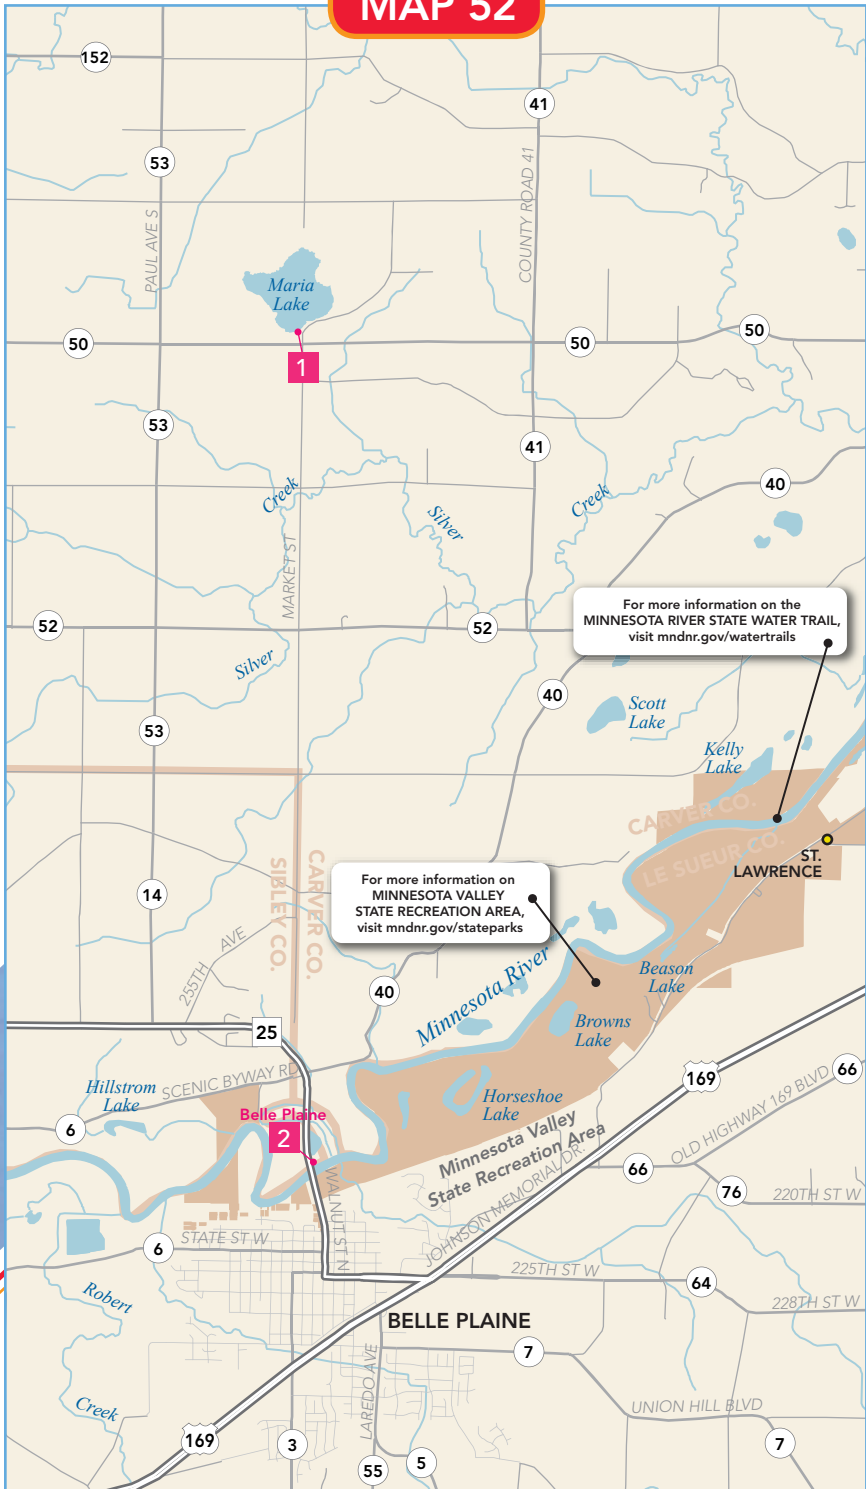 MAP 52
152
41
53
COUNTY ROAD 41
PAUL AVE S
Maria
Lake
50
50
50
1
53
41
40
Creek
Silver
Creek
MARKET ST
For more information on the
MINNESOTA RIVER STATE WATER TRAIL,
visit mndnr.gov/watertrails
52
52
Silver
40
Scott
Lake
53
Kelly
Lake
CARVER CO.
LE SUEUR CO.
ST.
LAWRENCE
SIBLEY CO.
CARVER CO.
14
For more information on
MINNESOTA VALLEY
STATE RECREATION AREA,
visit mndnr.gov/stateparks
255TH AVE
40
Minnesota River
Beason
Lake
Browns
Lake
25
Hillstrom
Lake
SCENIC BYWAY RD
Horseshoe
Lake
169
66
6
Belle Plaine
2
Minnesota Valley
State Recreation Area
OLD HIGHWAY 169 BLVD
66
76
220TH ST W
WALNUT ST N
JOHNSON MEMORIAL DR.
6
STATE ST W
225TH ST W
64
Robert
228TH ST W
BELLE PLAINE
7
LAREDO AVE
Creek
UNION HILL BLVD
169
3
55
5
7